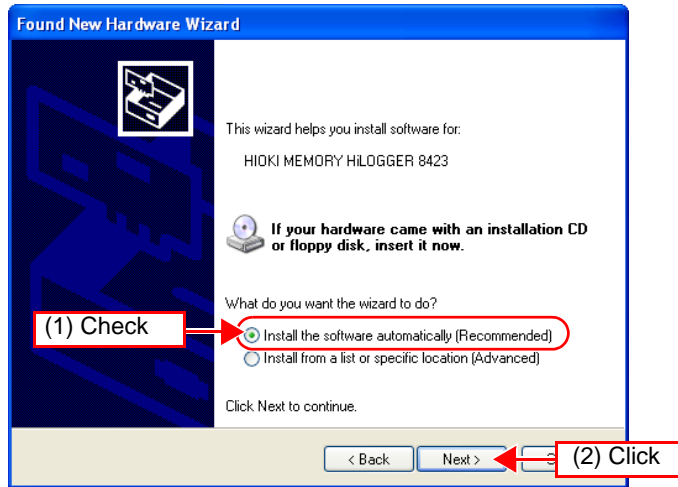 Found New Hardware Wizard
This wizard helps you install software for:
HIOKI MEMORY HiLOGGER 8423
If your hardware came with an installation CD
or floppy disk, insert it now.
What do you want the wizard to do?
(1) Check
Install the software automatically (Recommended)
Install from a list or specific location (Advanced)
Click Next to continue.
< Back
Next >
(2) Click